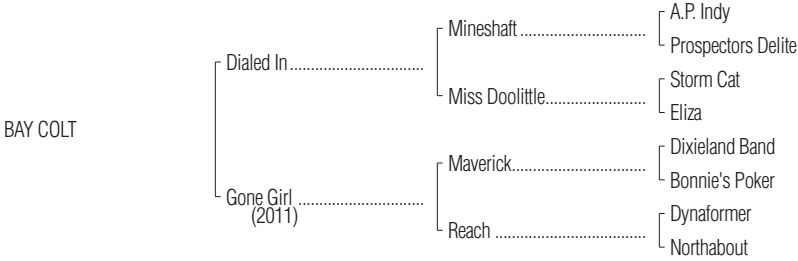 A.P. Indy
Mineshaft ..............................
Prospectors Delite
Dialed In ................................
Storm Cat
Miss Doolittle........................
Eliza
BAY COLT
Dixieland Band
Maverick................................
Bonnie's Poker
Gone Girl ..............................
(2011)
Dynaformer
Reach ....................................
Northabout